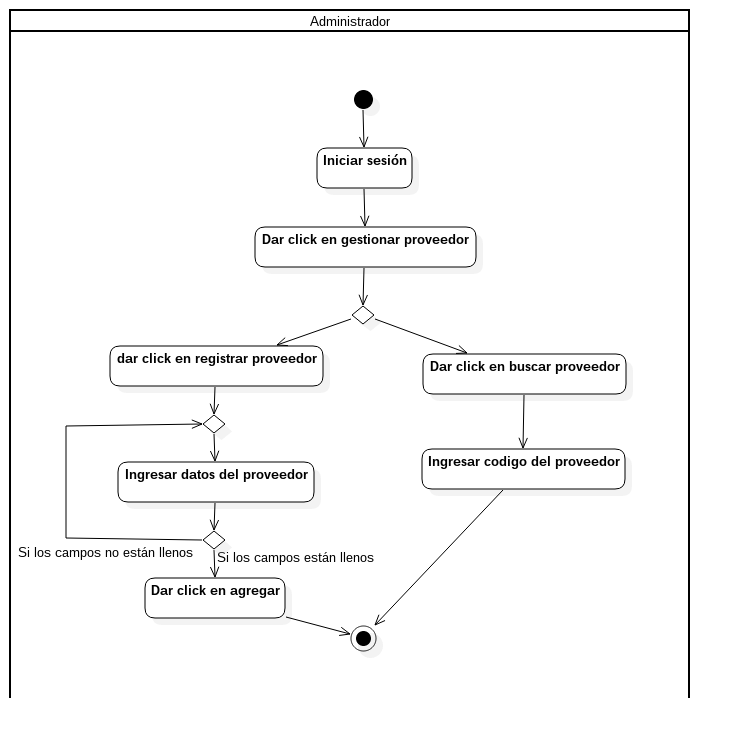 Administrador
Iniciar sesión
Dar click en gestionar proveedor
dar click en registrar proveedor
Dar click en buscar proveedor
Ingresar datos del proveedor
Ingresar codigo del proveedor
Si los campos no están llenos
Si los campos están llenos
Dar click en agregar